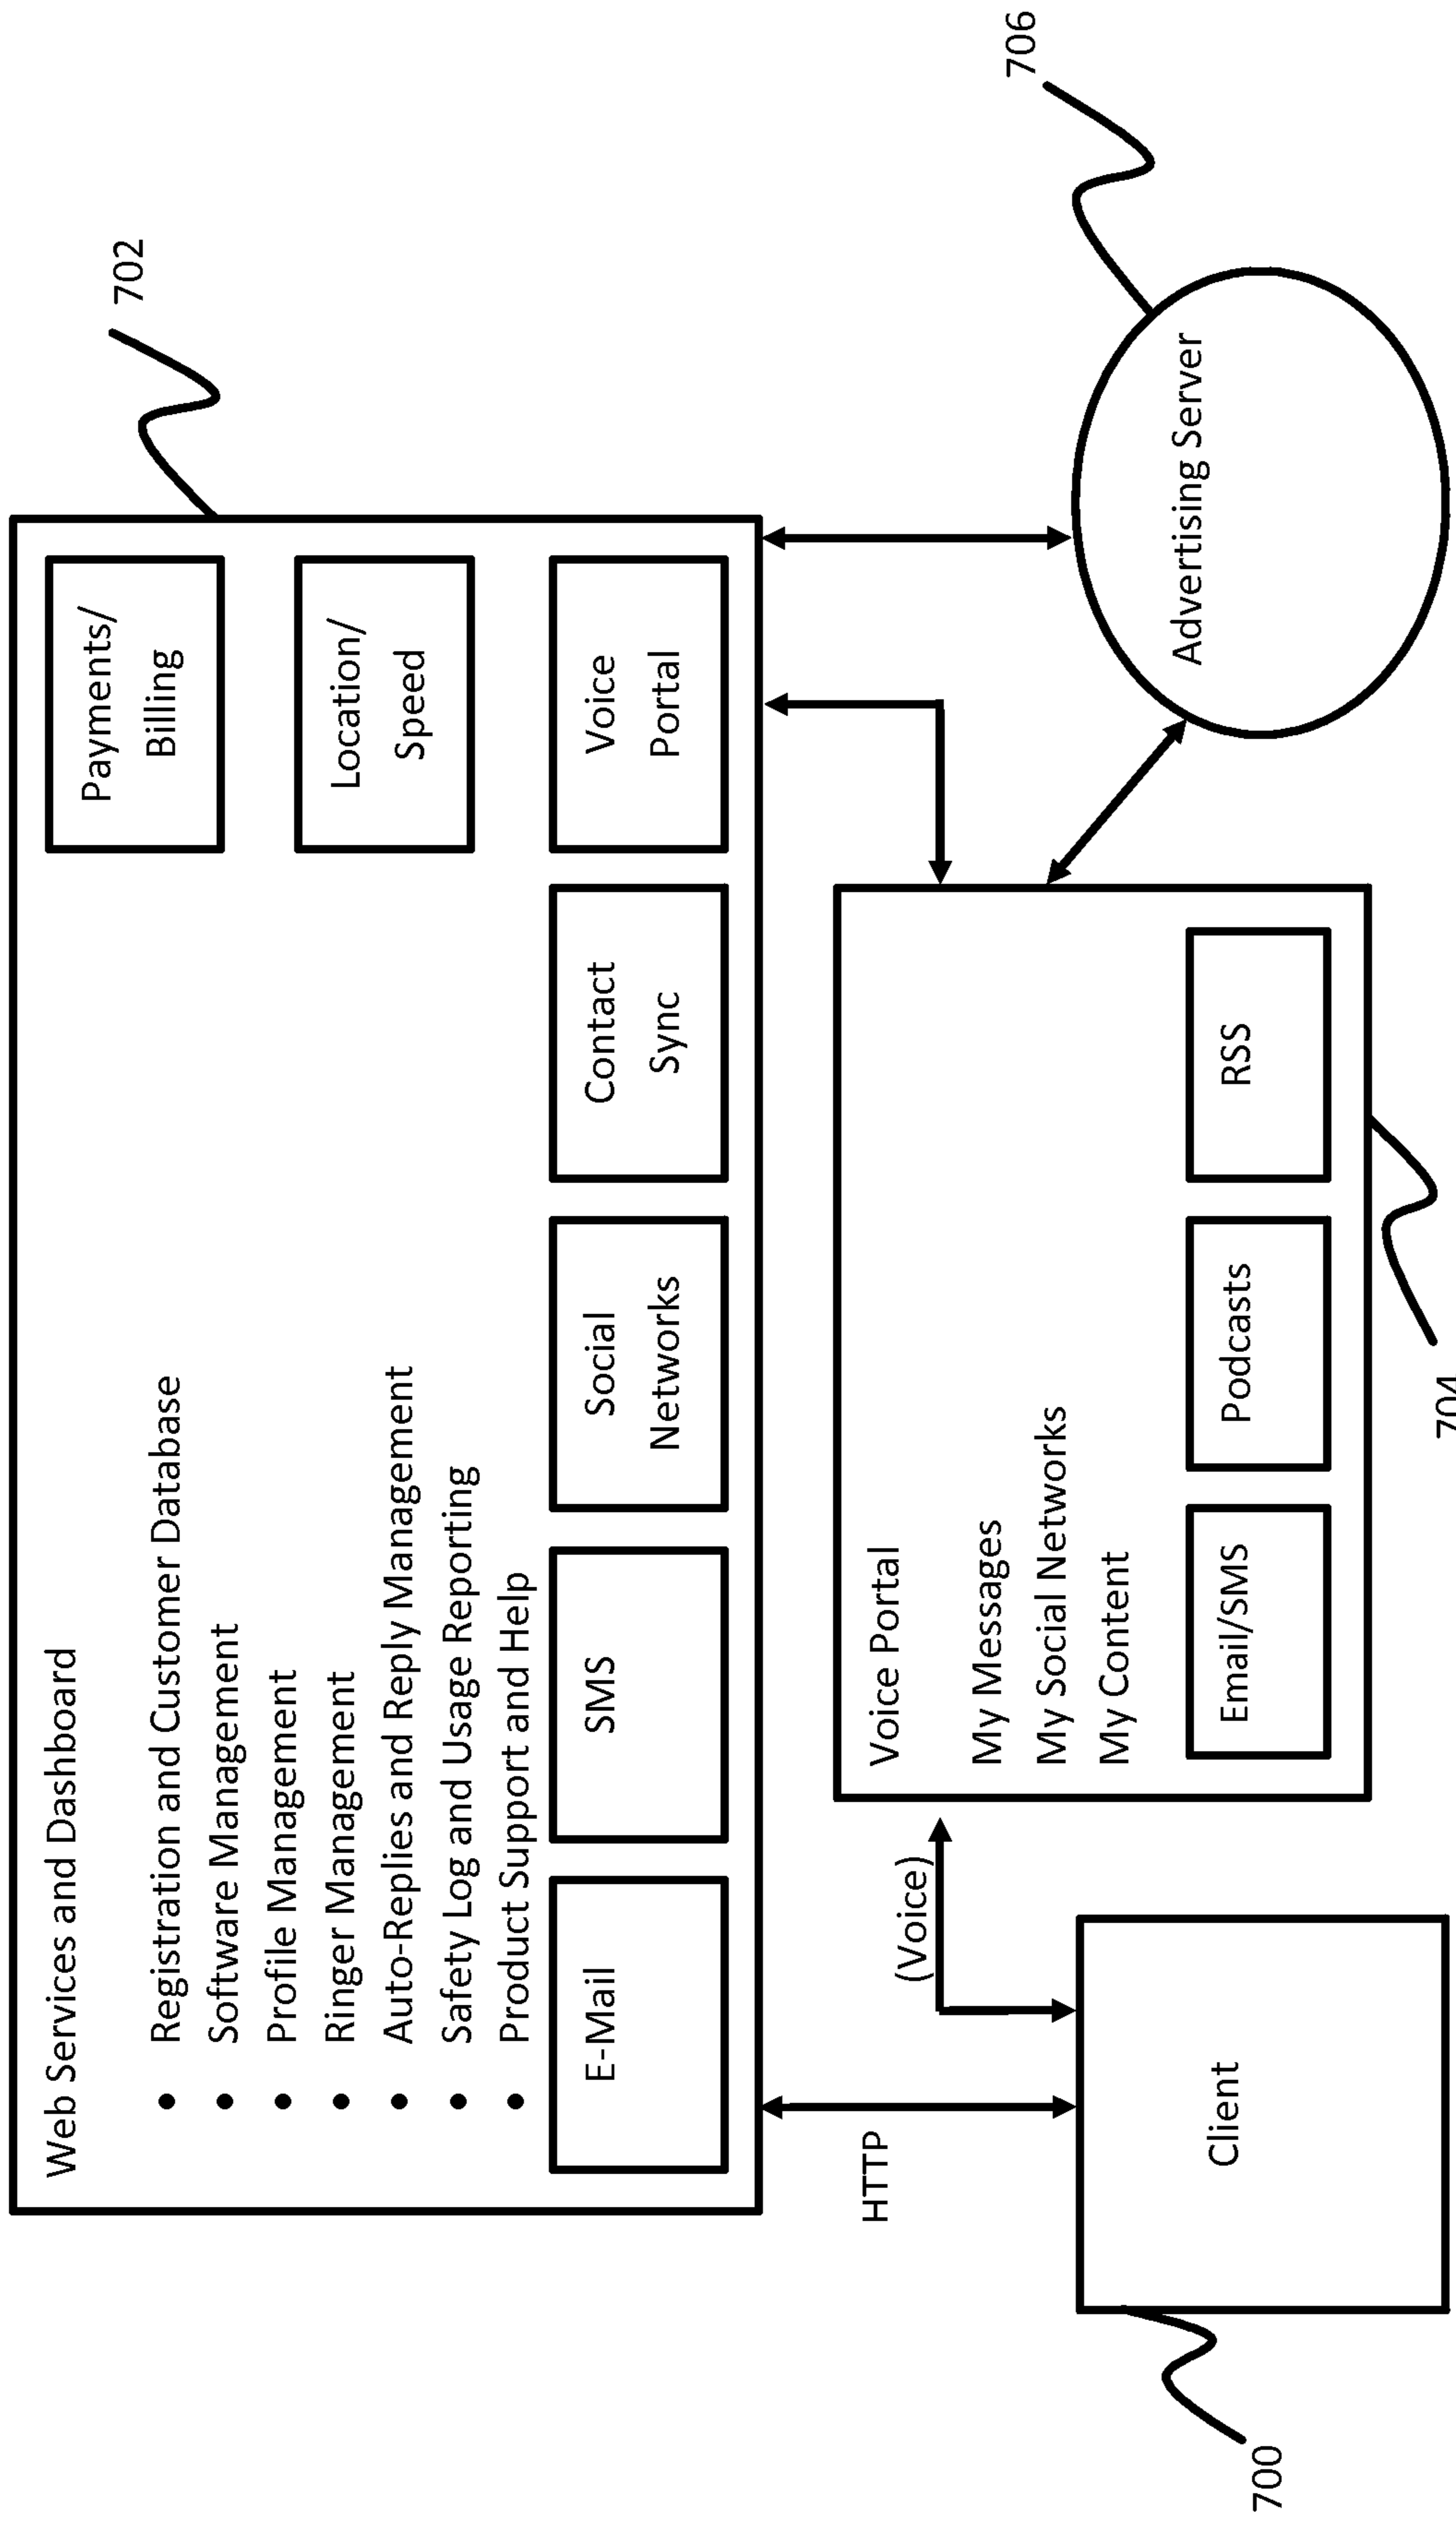 702
Web Services and Dashboard
• Registration and Customer Database
• Software Management
• Profile Management
• Ringer Management
• Auto-Replies and Reply Management
• Safety Log and Usage Reporting
• Product Support and Help
Payments/
Billing
Location/
Speed
E-Mail
SMS
Social
Networks
Contact
Sync
Voice
Portal
HTTP
(Voice)
Voice Portal
My Messages
My Social Networks
My Content
Email/SMS
Podcasts
RSS
706
Advertising Server
Client
700
704